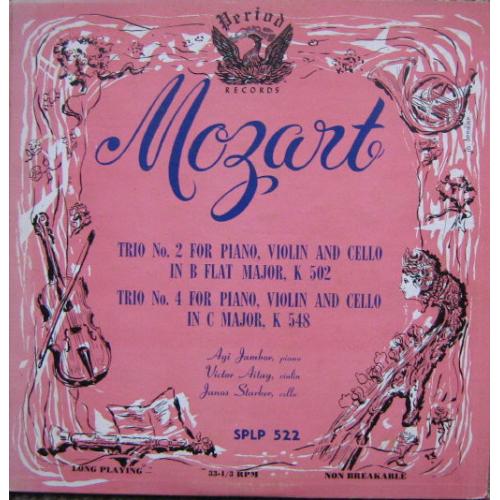 Period
RECORDS
Mozart
TRIO No. 2 FOR PIANO, VIOLIN AND CELLO
IN B FLAT MAJOR, K 502
TRIO No. 4 FOR PIANO, VIOLIN AND CELLO
IN C MAJOR, K 548
Agi Jambor, piano
Victor Aitay, violin
Janos Starker, cello
SPLP 522
LONG PLAYING
33-1/3 RPM
NON BREAKABLE